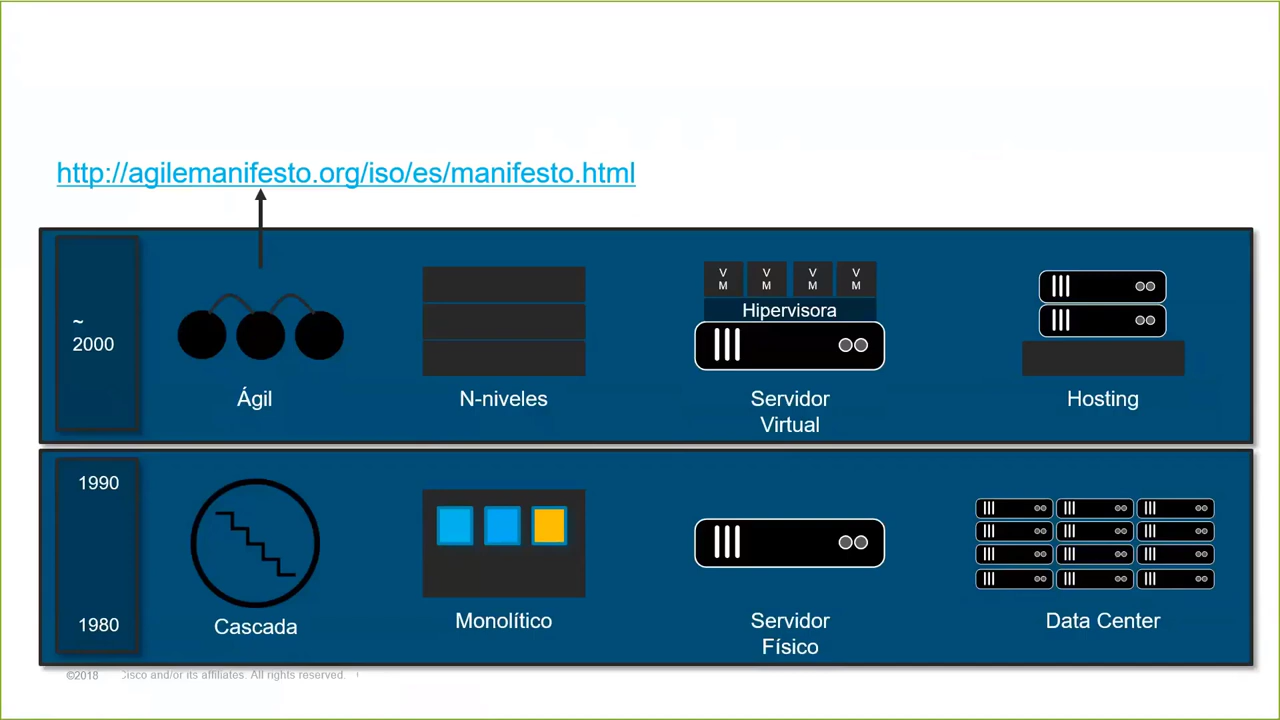 http://agilemanifesto.org/iso/es/manifesto.html
~
2000
V V V V
M M M M
Hipervisora
Ágil
N-niveles
Servidor
Virtual
Hosting
1990
1980
Cascada
Monolítico
Servidor
Físico
Data Center
©2018 Cisco and/or its affiliates. All rights reserved.